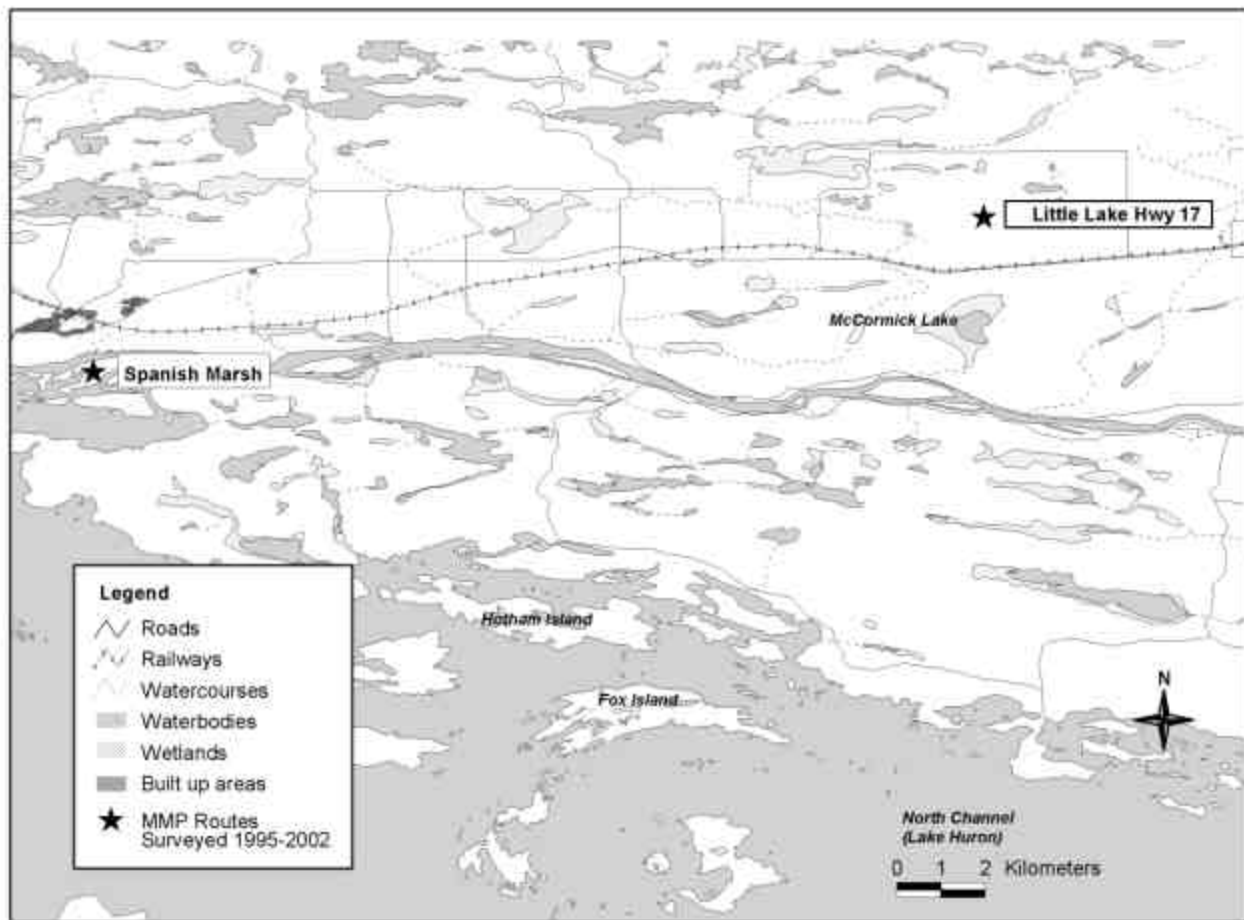 Little Lake Hwy 17
McCormick Lake
Spanish Marsh
Legend
Roads
Railways
Watercourses
Waterbodies
Wetlands
Built up areas
MMP Routes
Surveyed 1995-2002
Hotham Island
Fox Island
N
North Channel
(Lake Huron)
0 1 2 Kilometers